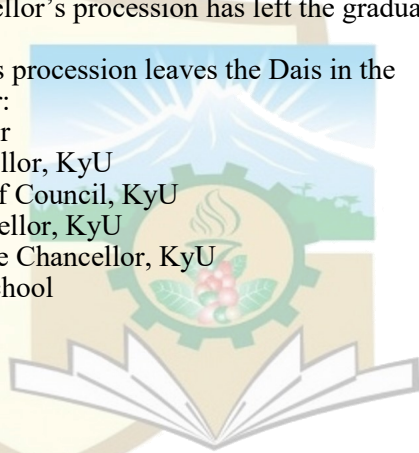 ellor’s procession has left the gradua
s procession leaves the Dais in the
r:
r
llor, KyU
f Council, KyU
ellor, KyU
e Chancellor, KyU
chool